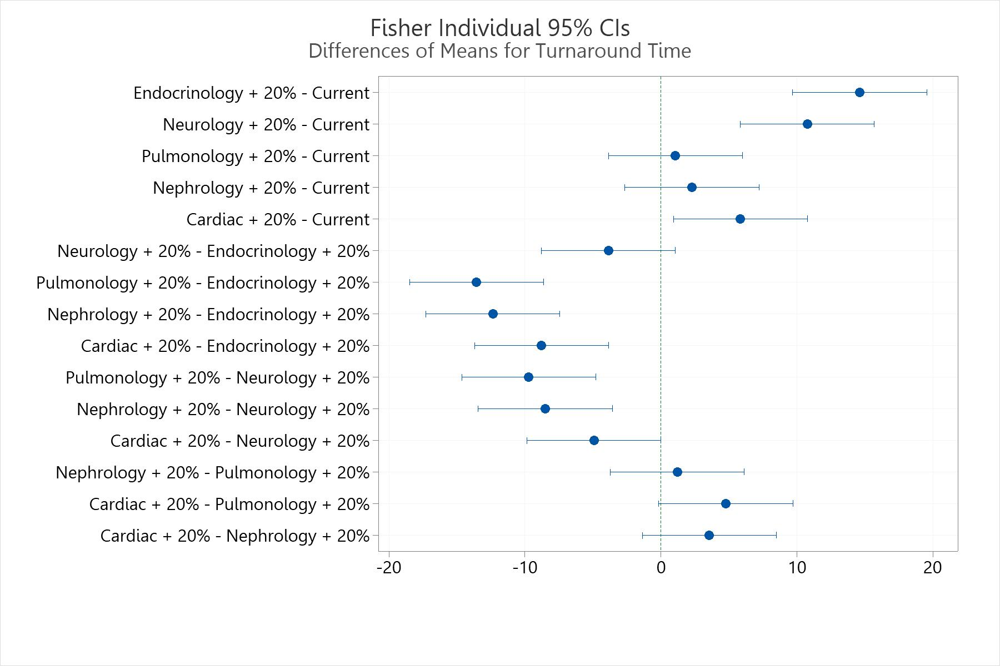 Fisher Individual 95% CIs
Differences of Means for Turnaround Time
Endocrinology + 20% - Current
Neurology + 20% - Current
Pulmonology + 20% - Current
Nephrology + 20% - Current
Cardiac + 20% - Current
Neurology + 20% - Endocrinology + 20%
Pulmonology + 20% - Endocrinology + 20%
Nephrology + 20% - Endocrinology + 20%
Cardiac + 20% - Endocrinology + 20%
Pulmonology + 20% - Neurology + 20%
Nephrology + 20% - Neurology + 20%
Cardiac + 20% - Neurology + 20%
Nephrology + 20% - Pulmonology + 20%
Cardiac + 20% - Pulmonology + 20%
Cardiac + 20% - Nephrology + 20%
-20 -10 0 10 20